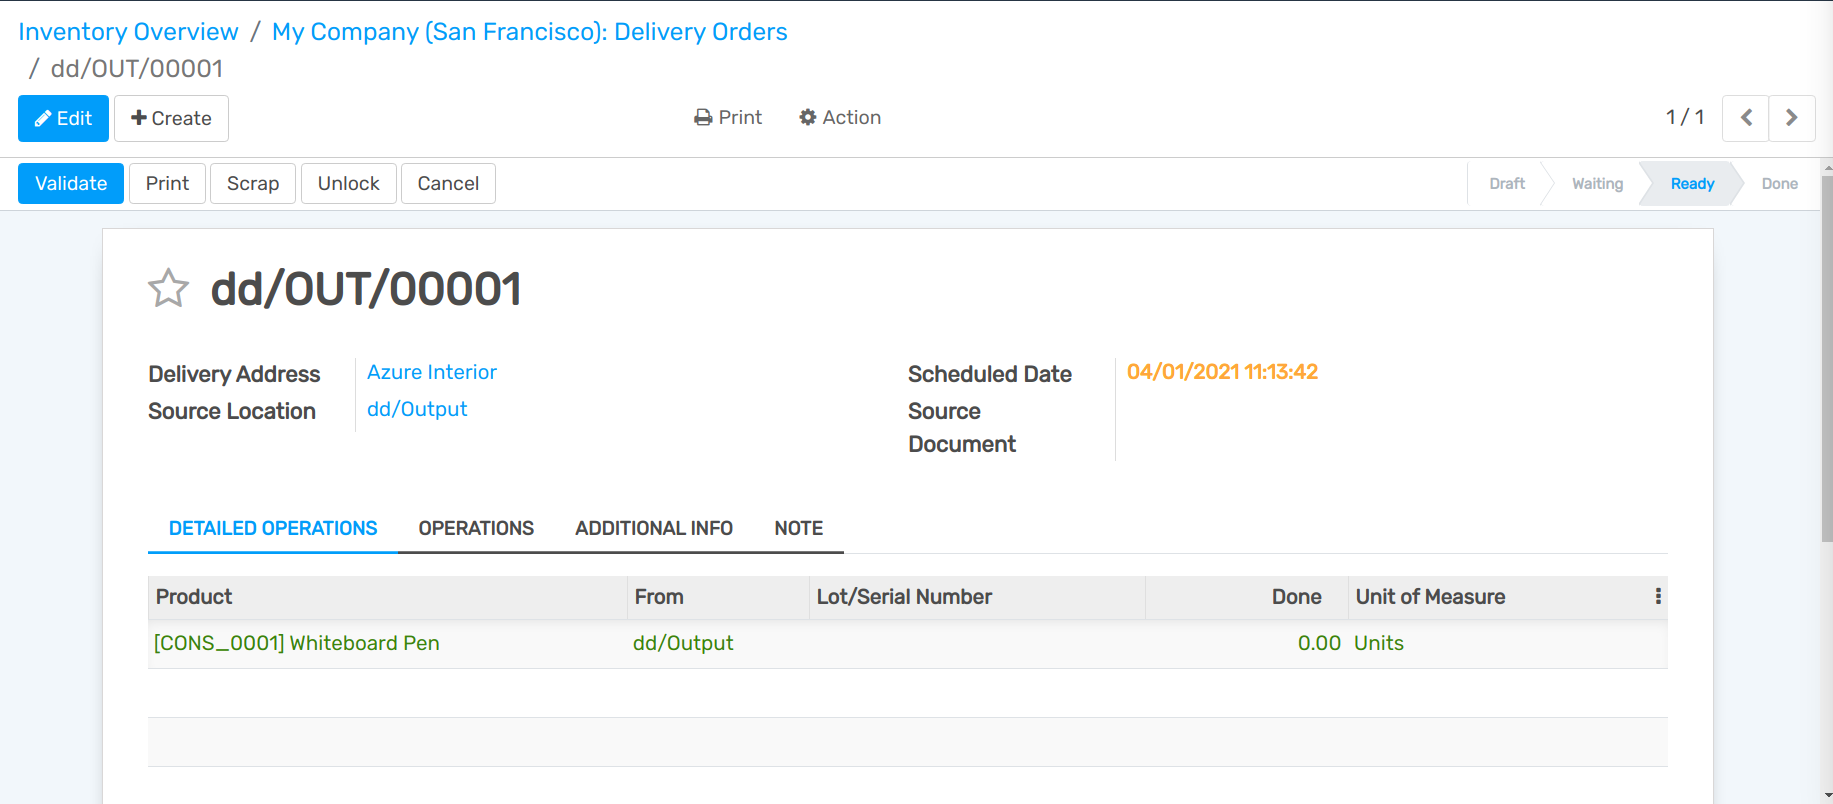 Inventory Overview / My Company (San Francisco): Delivery Orders
/ dd/OUT/00001
Edit Create Print Action 1 / 1
Validate Print Scrap Unlock Cancel Draft Waiting Ready Done
dd/OUT/00001
Delivery Address Azure Interior Scheduled Date 04/01/2021 11:13:42
Source Location dd/Output Source
Document
DETAILED OPERATIONS OPERATIONS ADDITIONAL INFO NOTE
Product From Lot/Serial Number Done Unit of Measure
[CONS_0001] Whiteboard Pen dd/Output 0.00 Units